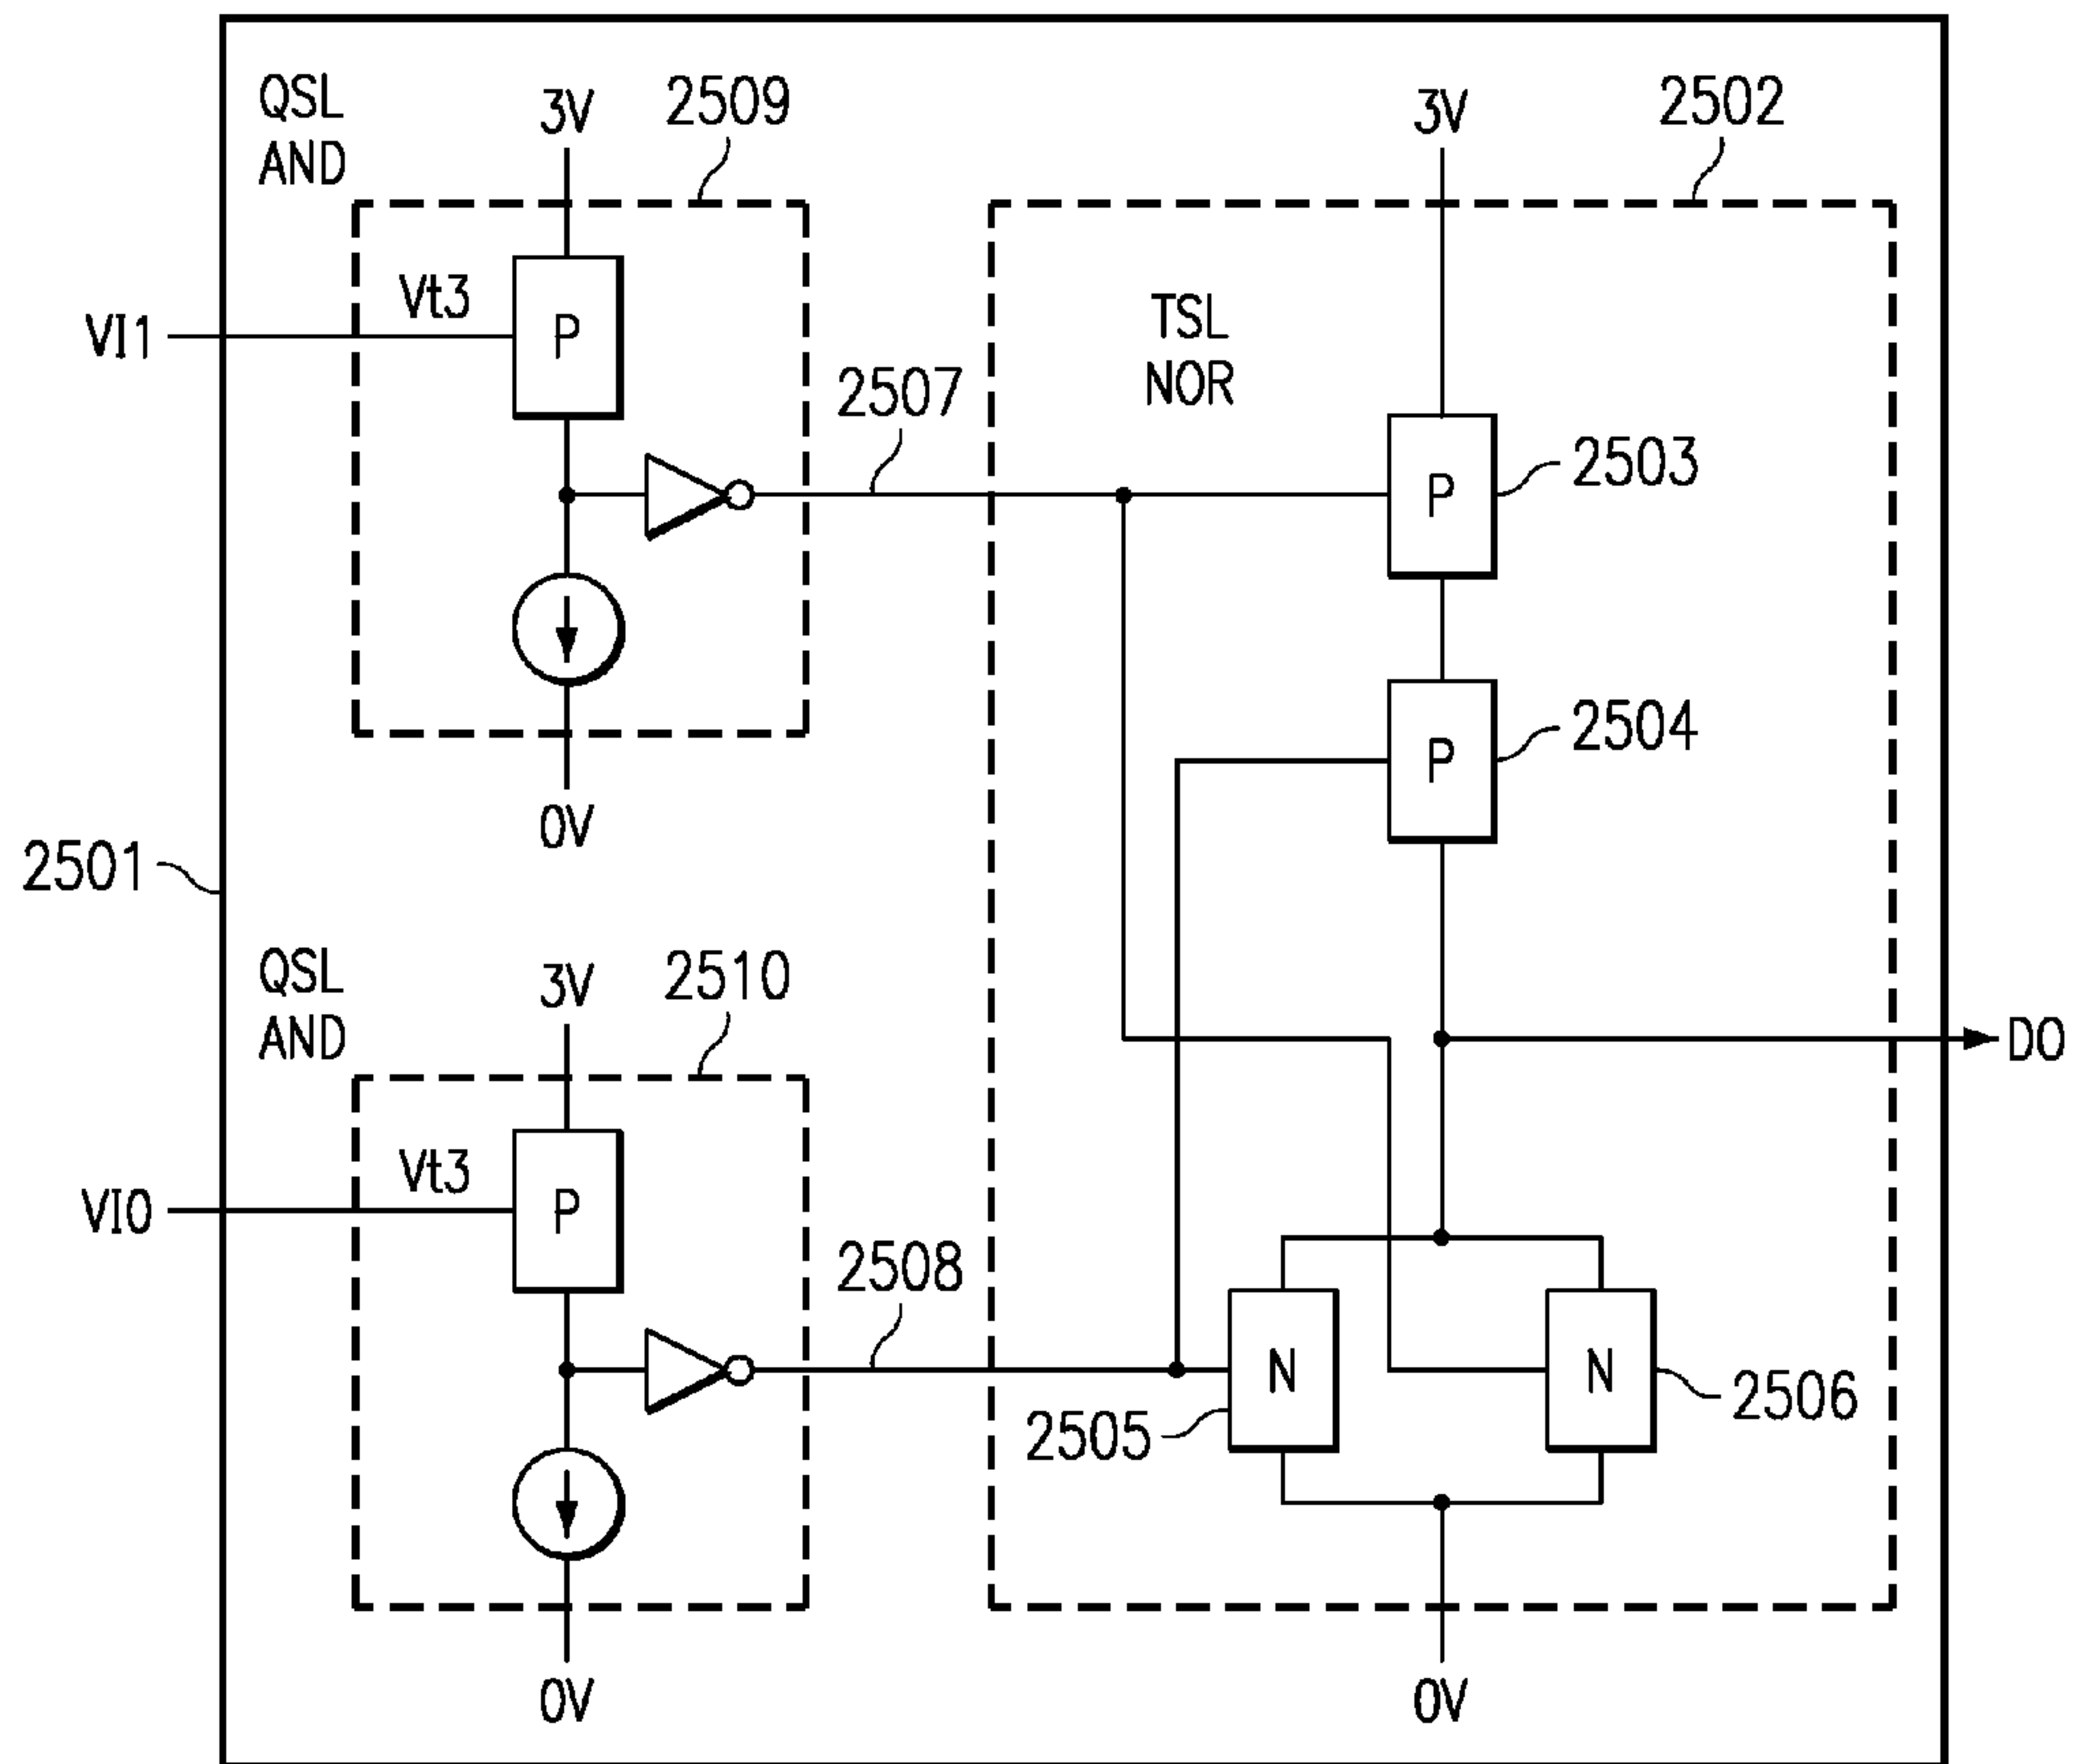 QSL
AND
3V
2509
3V
2502
Vt3
P
VI1
TSL
NOR
2507
P
2503
P
2504
0V
2501
QSL
AND
3V
2510
DO
Vt3
P
VI0
2508
N
N
2505
2506
0V
0V